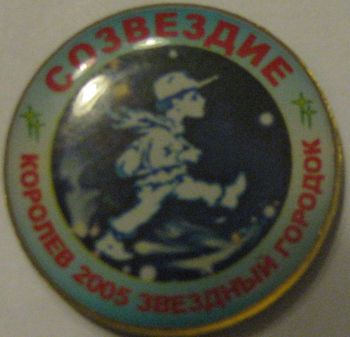 СОЗВЕЗДИЕ
КОРОЛЕВ 2005 ЗВЕЗДНЫЙ ГОРОДОК